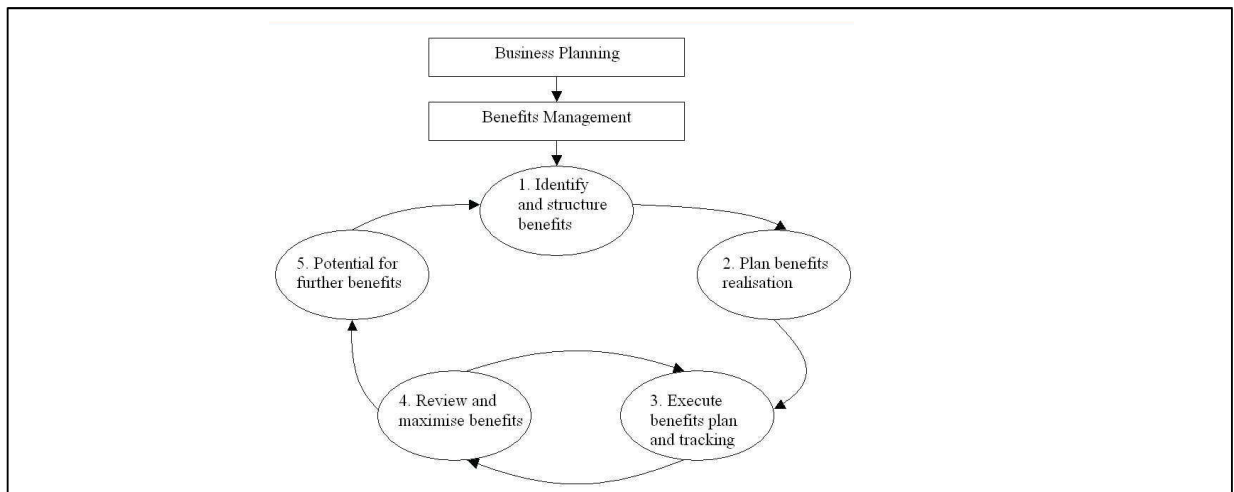 Business Planning
Benefits Management
1. Identify
and structure
benefits
5. Potential for
further benefits
2. Plan benefits
realisation
4. Review and
maximise benefits
3. Execute
benefits plan
and tracking